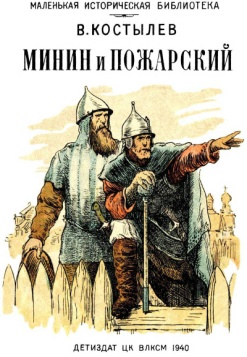 МАЛЕНЬКАЯ ИСТОРИЧЕСКАЯ БИБЛИОТЕКА
В. КОСТЫЛЕВ
МИНИН И ПОЖАРСКИЙ
ДЕТИЗДАТ ЦК ВЛКСМ 1940